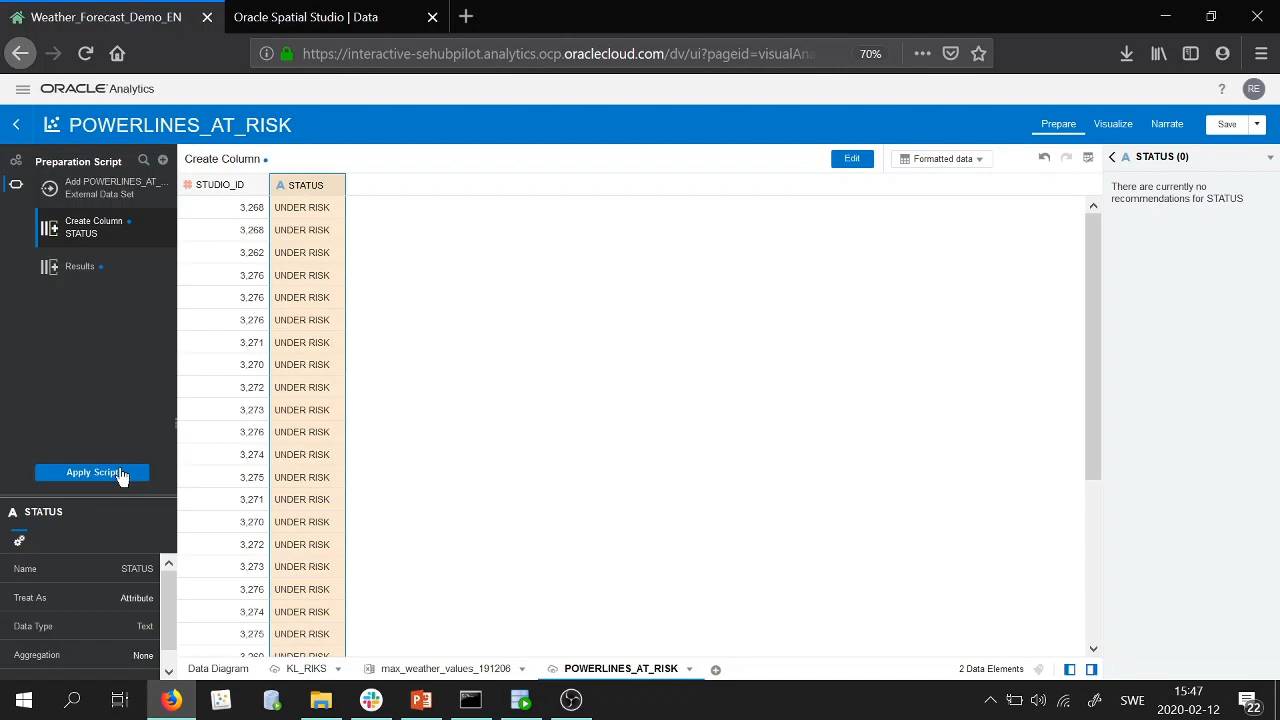 Weather_Forecast_Demo_EN
Oracle Spatial Studio | Data
https://interactive-sehubpilot.analytics.ocp.oraclecloud.com/dv/ui?pageid=visualAna
70%
ORACLE Analytics
?
RE
POWERLINES_AT_RISK
Prepare
Visualize
Narrate
Save
Preparation Script
Create Column
Edit
Formatted data
STATUS (0)
Add POWERLINES_AT_...
External Data Set
There are currently no
recommendations for STATUS
STUDIO_ID
STATUS
Create Column
STATUS
Results
3,268 UNDER RISK
3,268 UNDER RISK
3,262 UNDER RISK
3,276 UNDER RISK
3,276 UNDER RISK
3,276 UNDER RISK
3,271 UNDER RISK
3,270 UNDER RISK
3,272 UNDER RISK
3,273 UNDER RISK
3,276 UNDER RISK
3,274 UNDER RISK
3,275 UNDER RISK
3,271 UNDER RISK
3,270 UNDER RISK
3,272 UNDER RISK
3,273 UNDER RISK
3,276 UNDER RISK
3,274 UNDER RISK
3,275 UNDER RISK
UNDER RISK
Apply Script
A STATUS
Name STATUS
Treat As Attribute
Data Type Text
Aggregation None
Data Diagram
KL_RIKS
max_weather_values_191206
POWERLINES_AT_RISK
2 Data Elements
SWE
15:47
2020-02-12
22